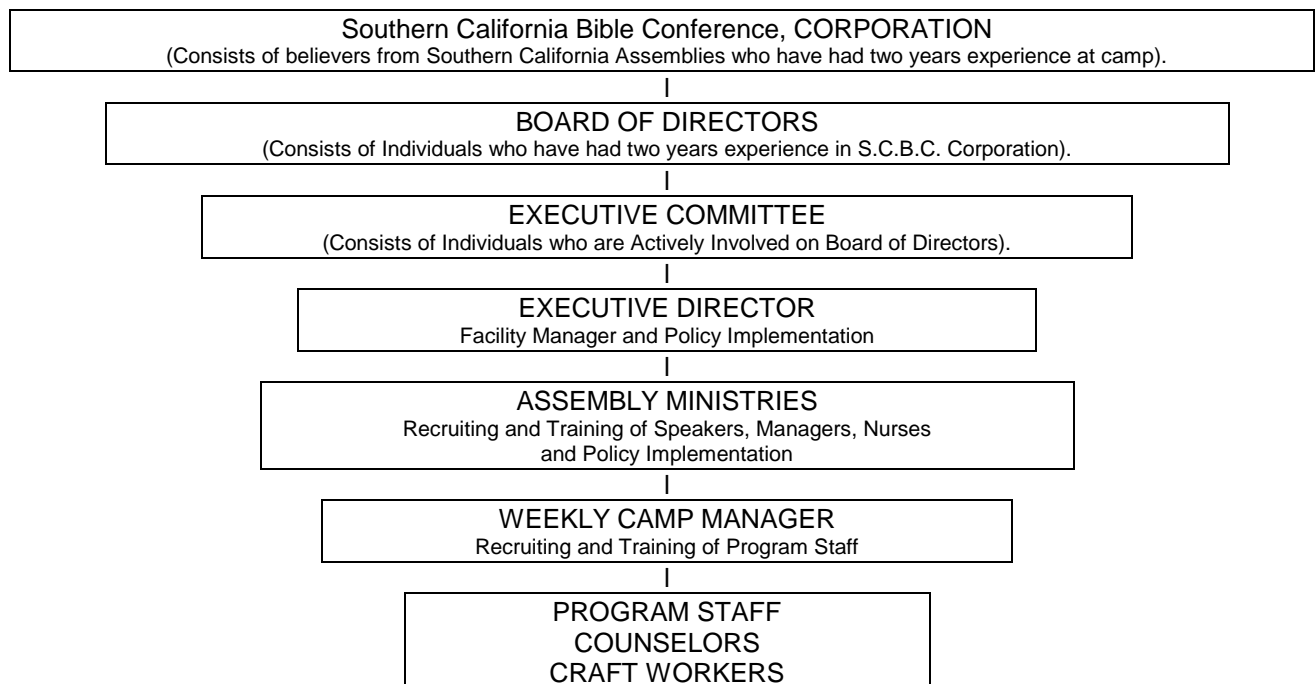 Southern California Bible Conference, CORPORATION
(Consists of believers from Southern California Assemblies who have had two years experience at camp).
BOARD OF DIRECTORS
(Consists of Individuals who have had two years experience in S.C.B.C. Corporation).
EXECUTIVE COMMITTEE
(Consists of Individuals who are Actively Involved on Board of Directors).
EXECUTIVE DIRECTOR
Facility Manager and Policy Implementation
ASSEMBLY MINISTRIES
Recruiting and Training of Speakers, Managers, Nurses
and Policy Implementation
WEEKLY CAMP MANAGER
Recruiting and Training of Program Staff
PROGRAM STAFF
COUNSELORS
CRAFT WORKERS